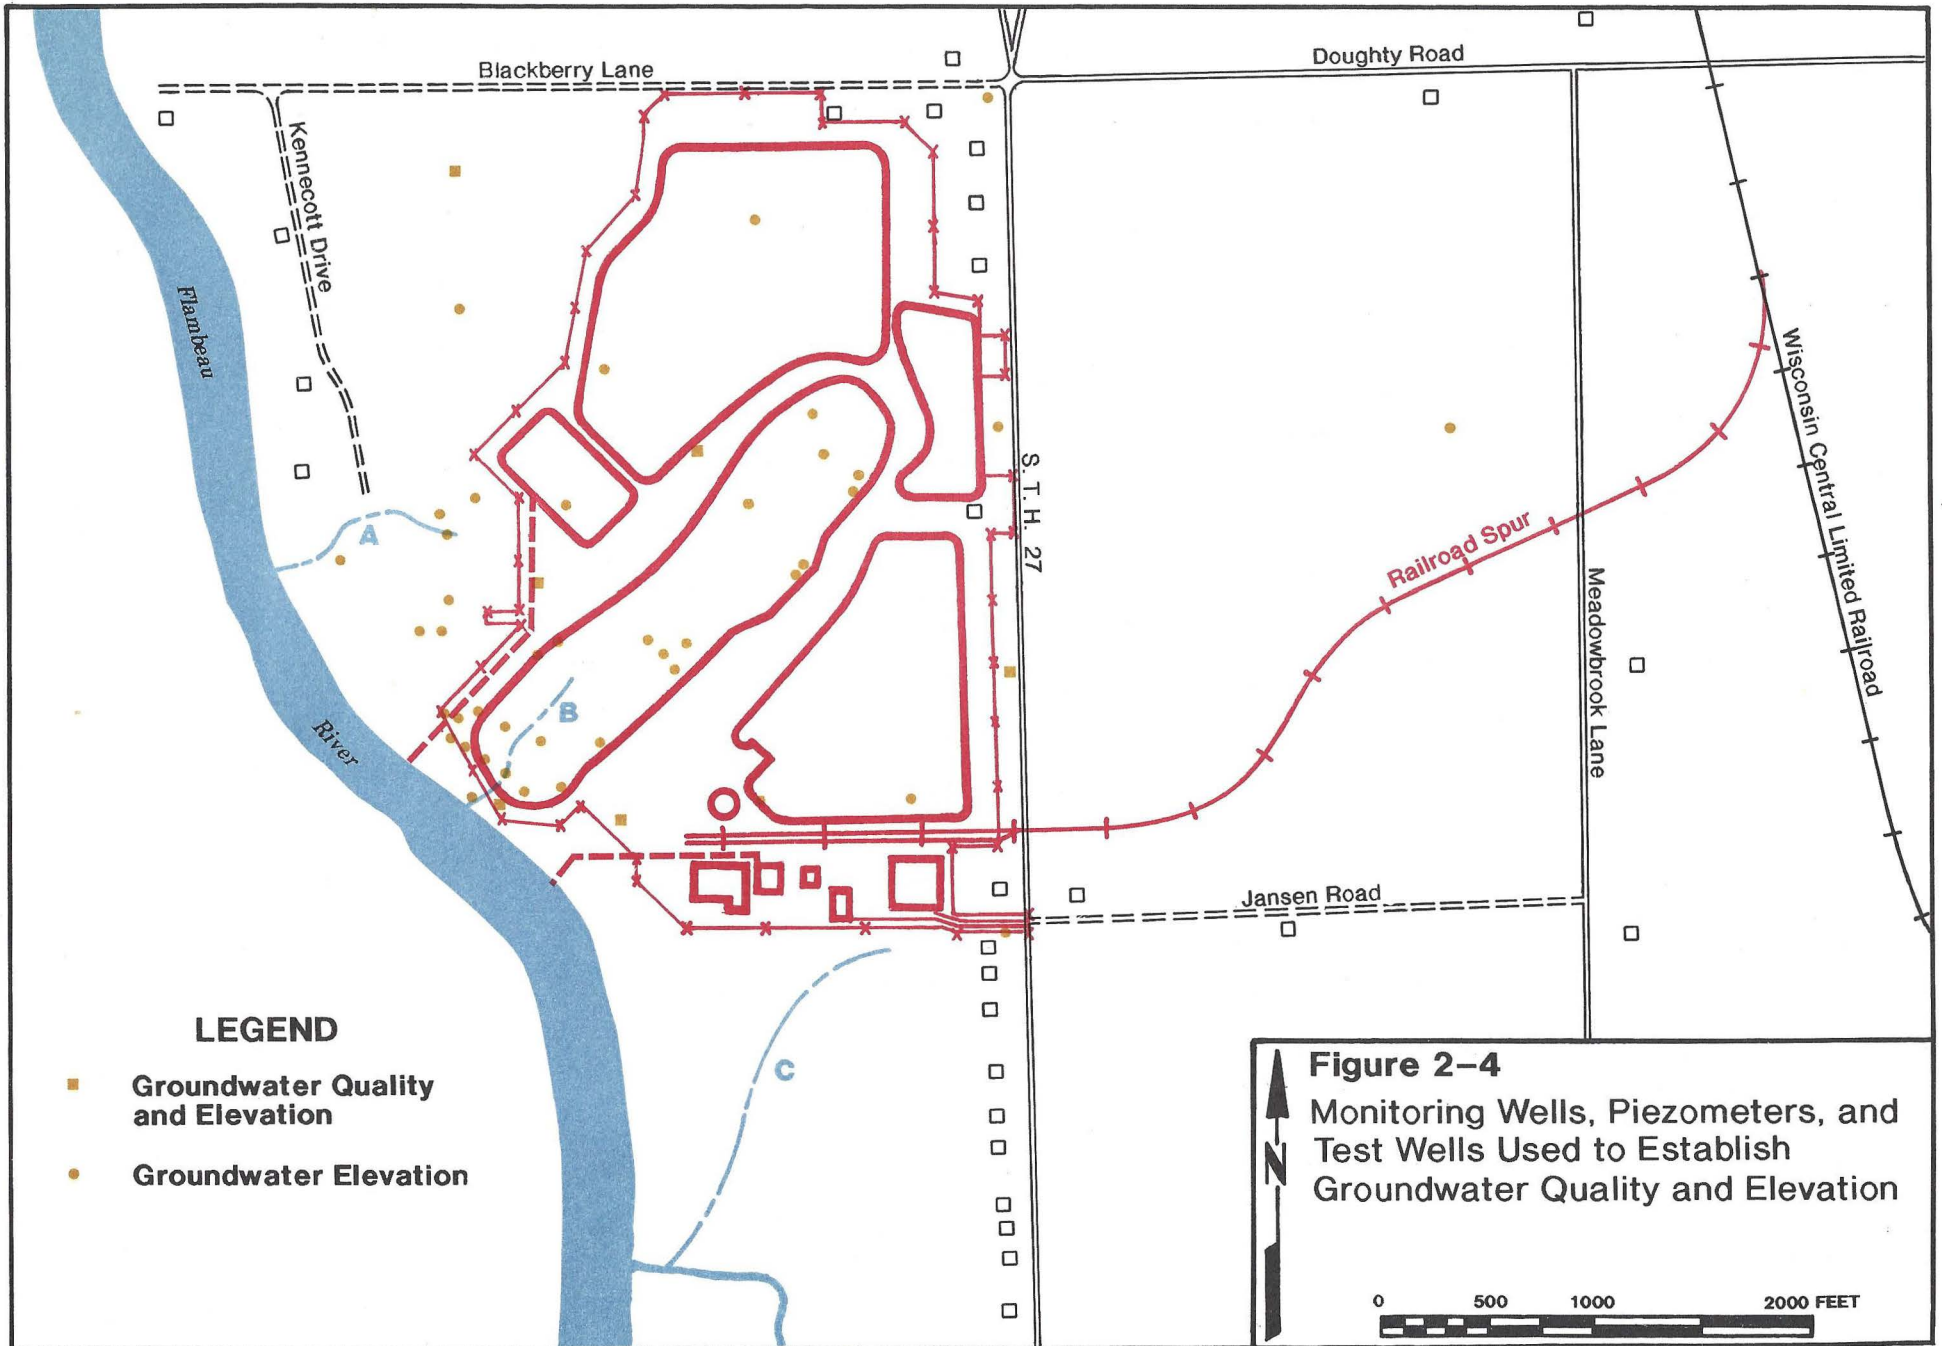 Blackberry Lane
Doughty Road
Kennecott Drive
Flambeau
River
A
B
C
S. T. H. 27
Railroad Spur
Meadowbrook Lane
Wisconsin Central Limited Railroad
Jansen Road
LEGEND
Groundwater Quality
and Elevation
Groundwater Elevation
N
Figure 2–4
Monitoring Wells, Piezometers, and
Test Wells Used to Establish
Groundwater Quality and Elevation
0 500 1000 2000 FEET